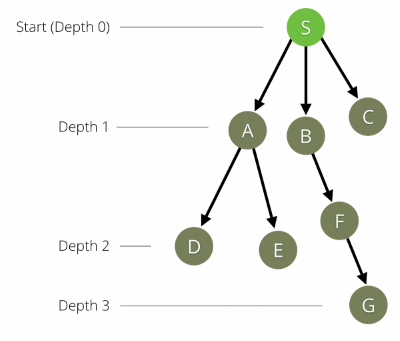 Start (Depth 0)
S
Depth 1
A
B
C
Depth 2
D
E
F
Depth 3
G